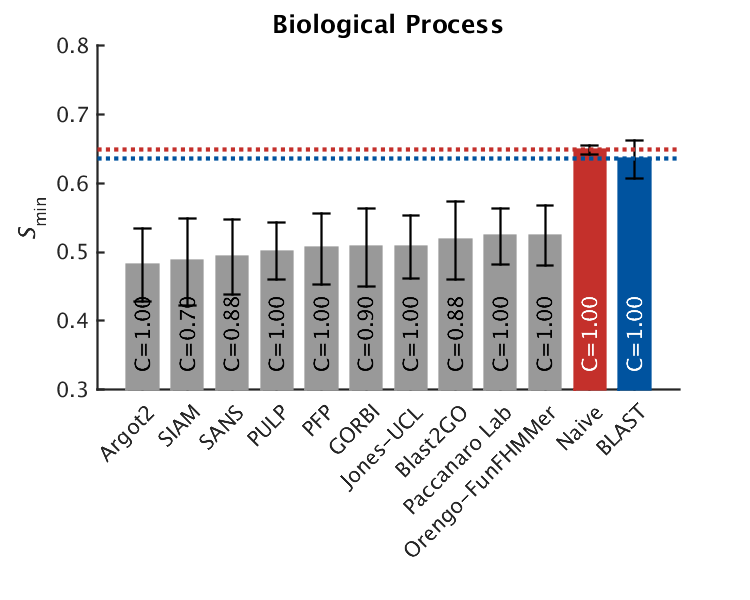 Biological Process
0.8
0.7
0.6
0.5
0.4
0.3
Smin
C=1.00
C=0.70
C=0.88
C=1.00
C=1.00
C=0.90
C=1.00
C=0.88
C=1.00
C=1.00
C=1.00
C=1.00
Argot2
SIAM
SANS
PULP
PFP
GORBI
Jones-UCL
Blast2GO
Paccanaro Lab
Orengo-FunFHMMer
Naive
BLAST